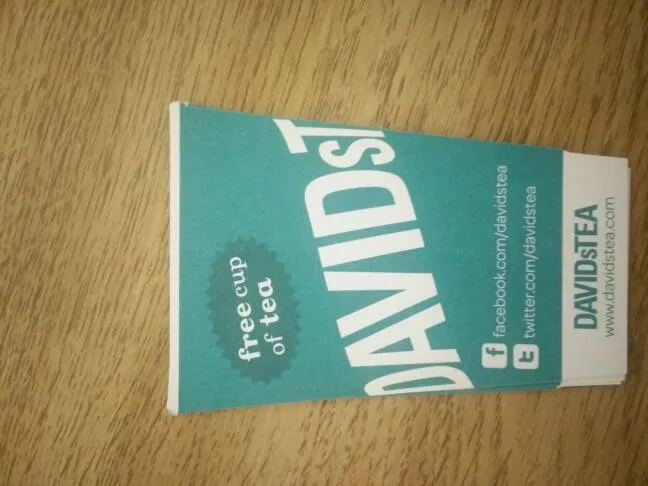 free cup
of tea
DAVIDsT
facebook.com/davidstea
twitter.com/davidstea
DAVIDsTEA
www.davidstea.com